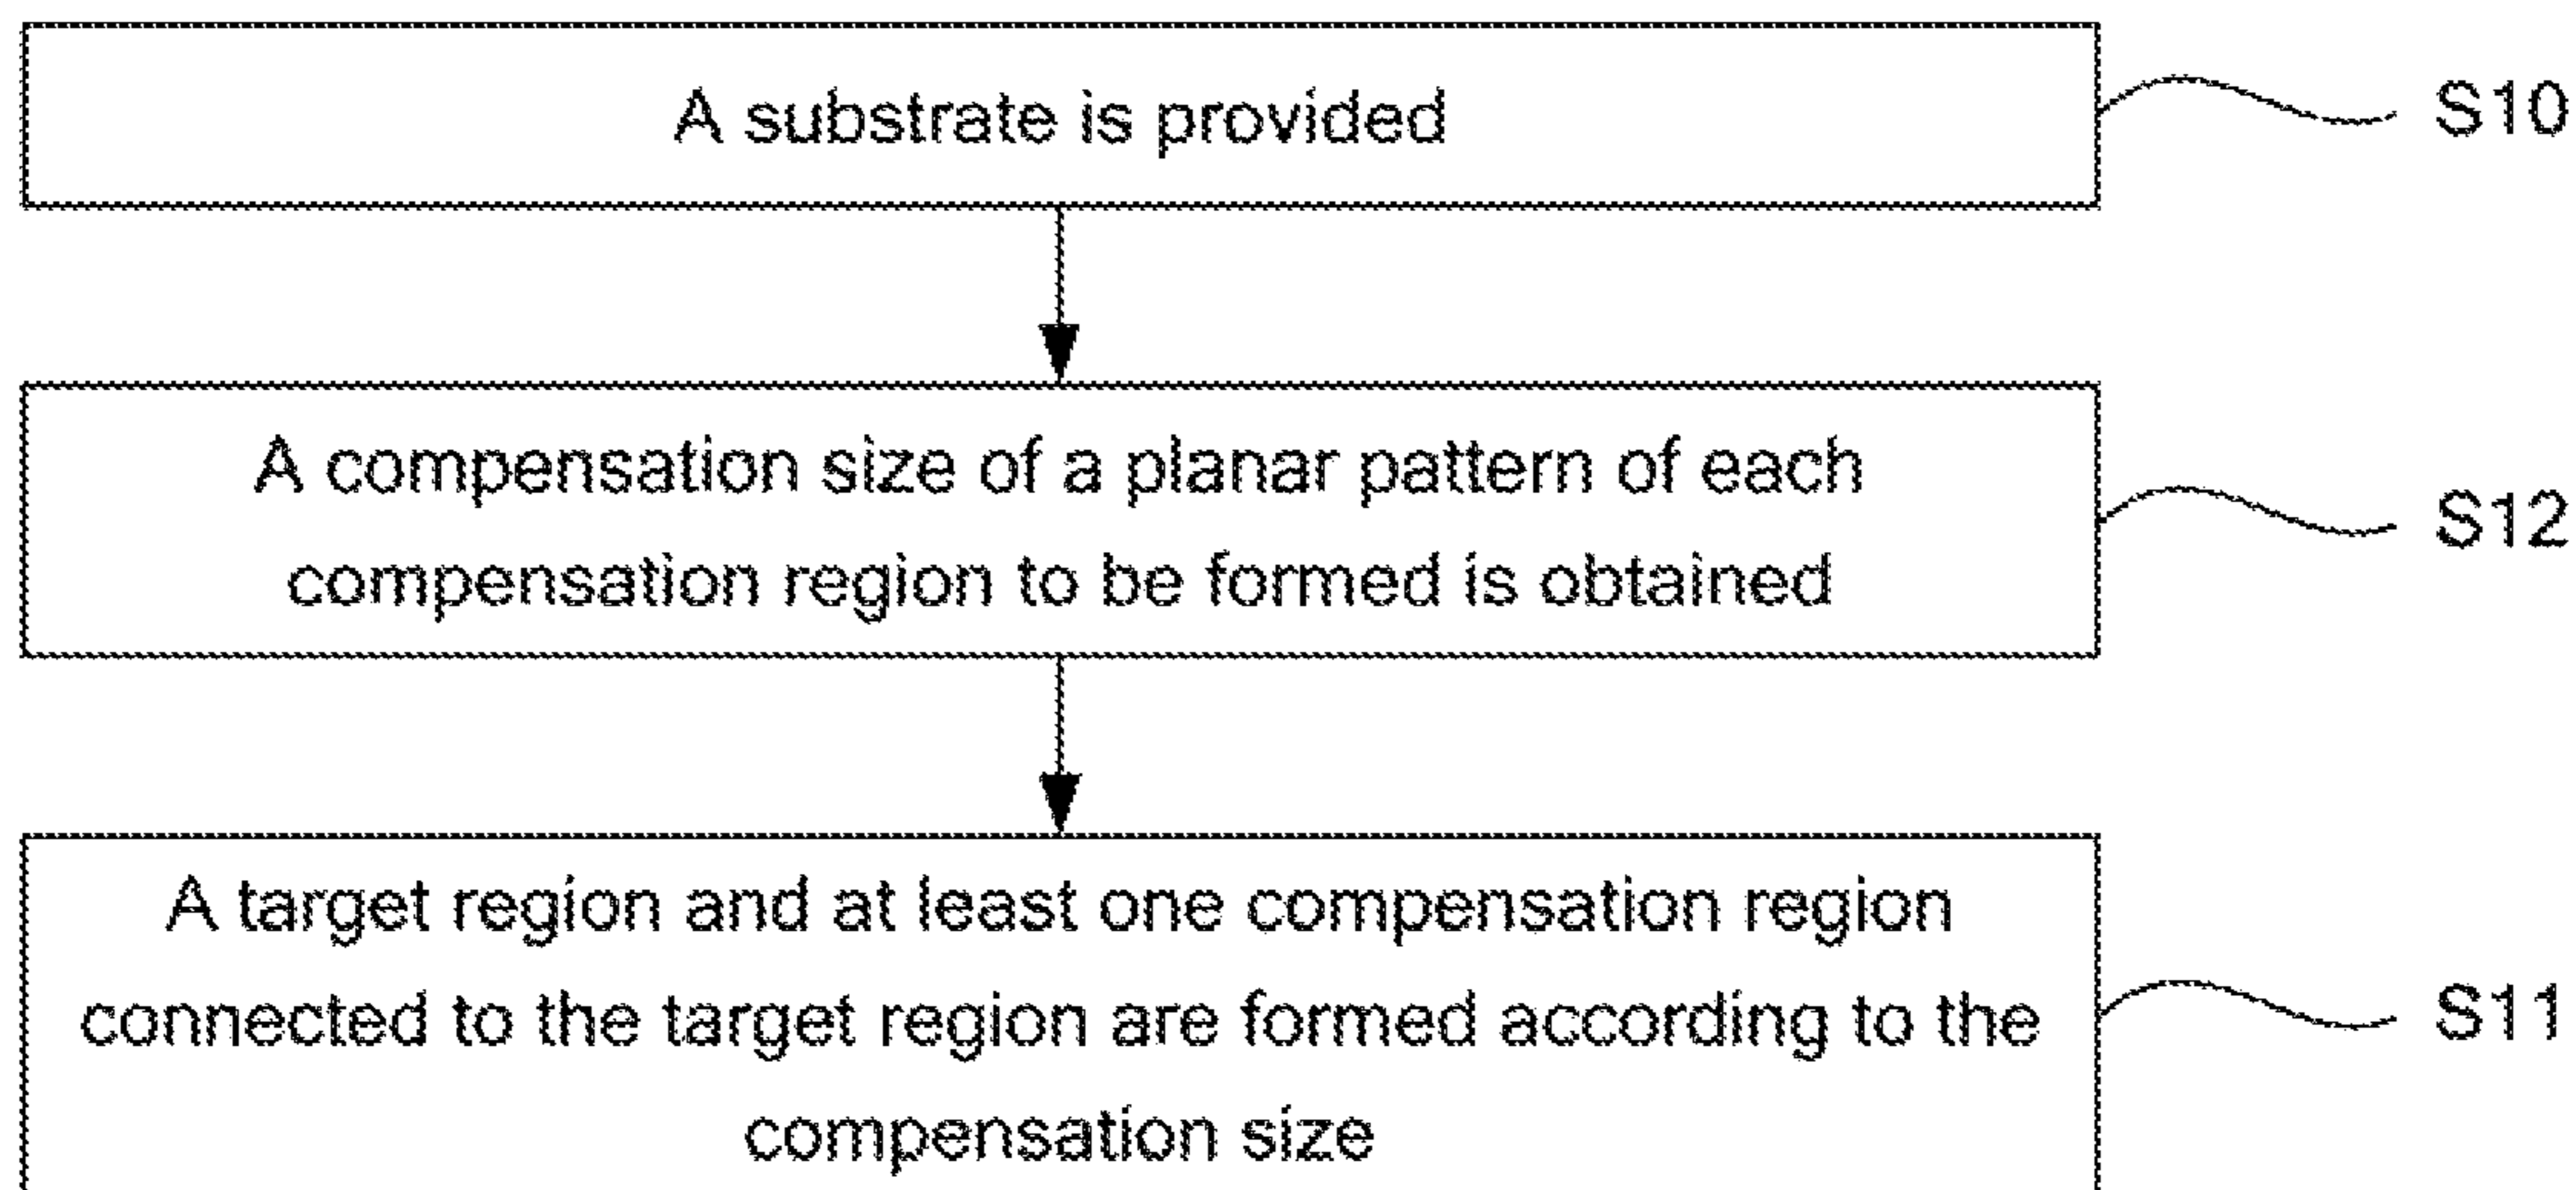 A substrate is provided
S10
A compensation size of a planar pattern of each
compensation region to be formed is obtained
S12
A target region and at least one compensation region
connected to the target region are formed according to the
compensation size
S11